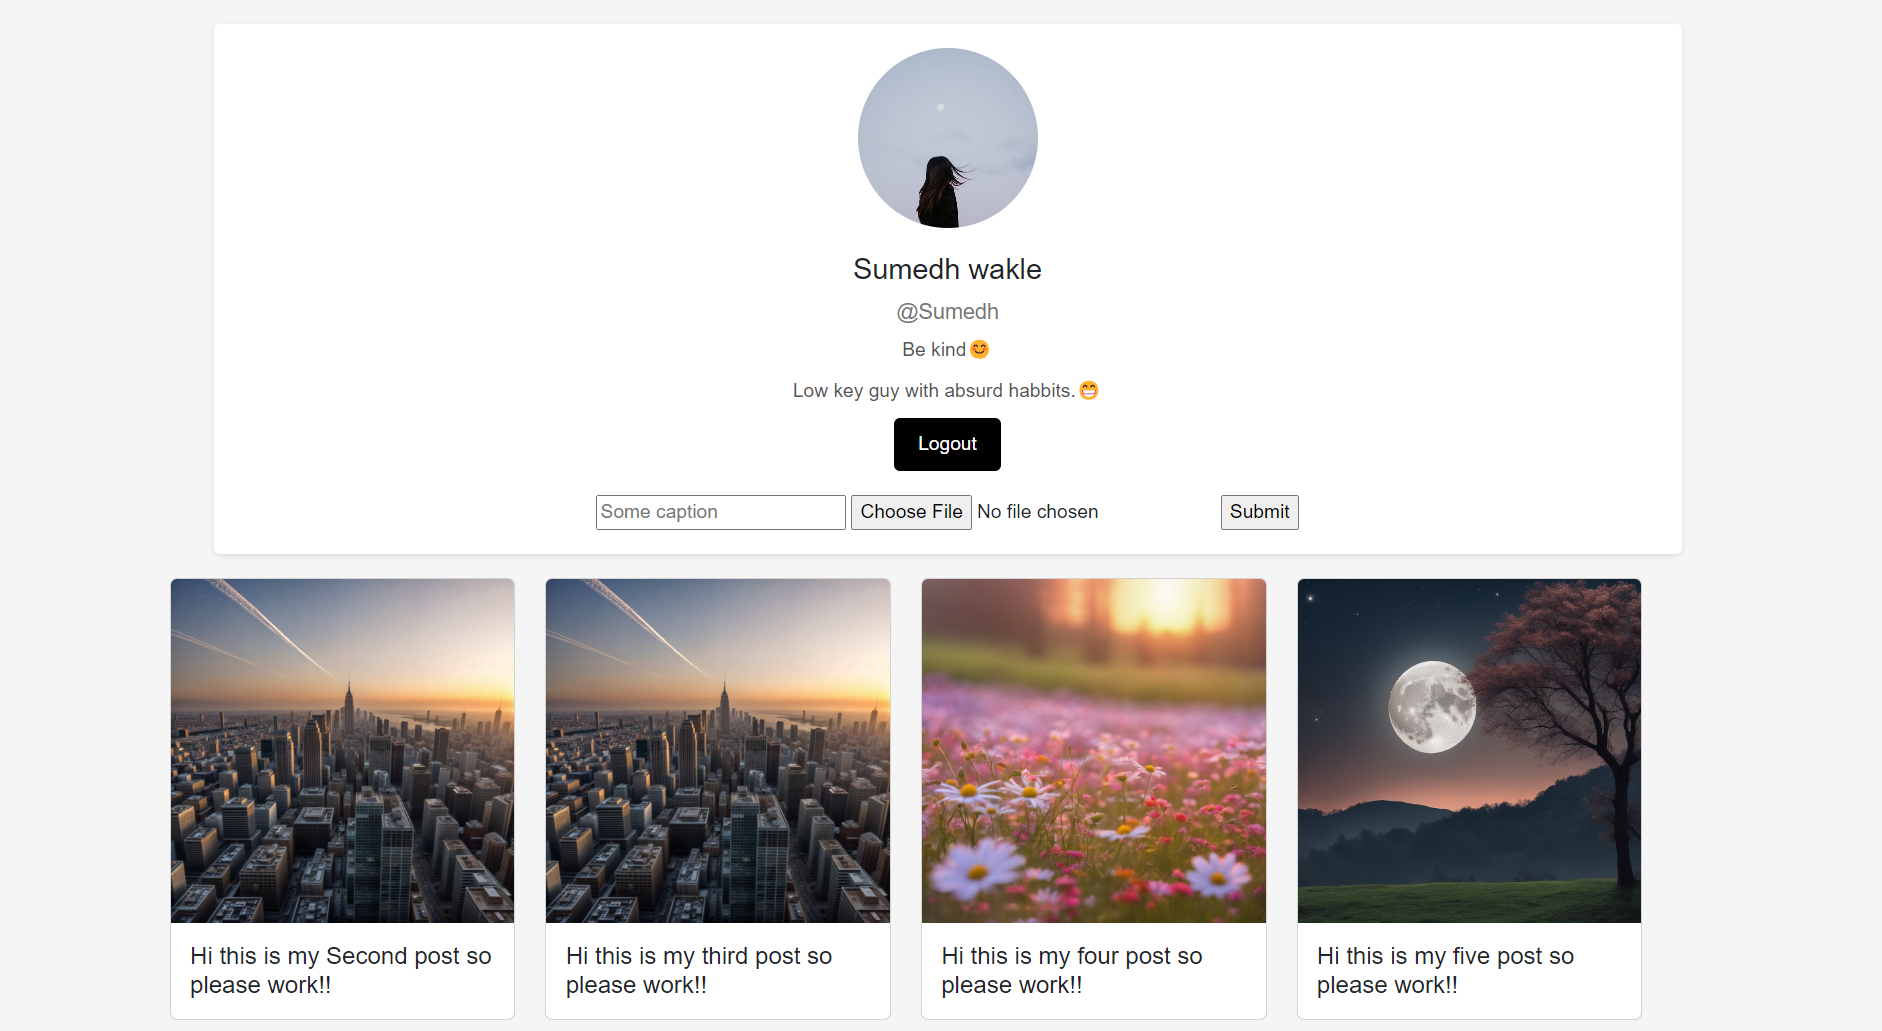 Sumedh wakle
@Sumedh
Be kind😊
Low key guy with absurd habbits.😁
Logout
Some caption Choose File No file chosen Submit
Hi this is my Second post so
please work!!
Hi this is my third post so
please work!!
Hi this is my four post so
please work!!
Hi this is my five post so
please work!!